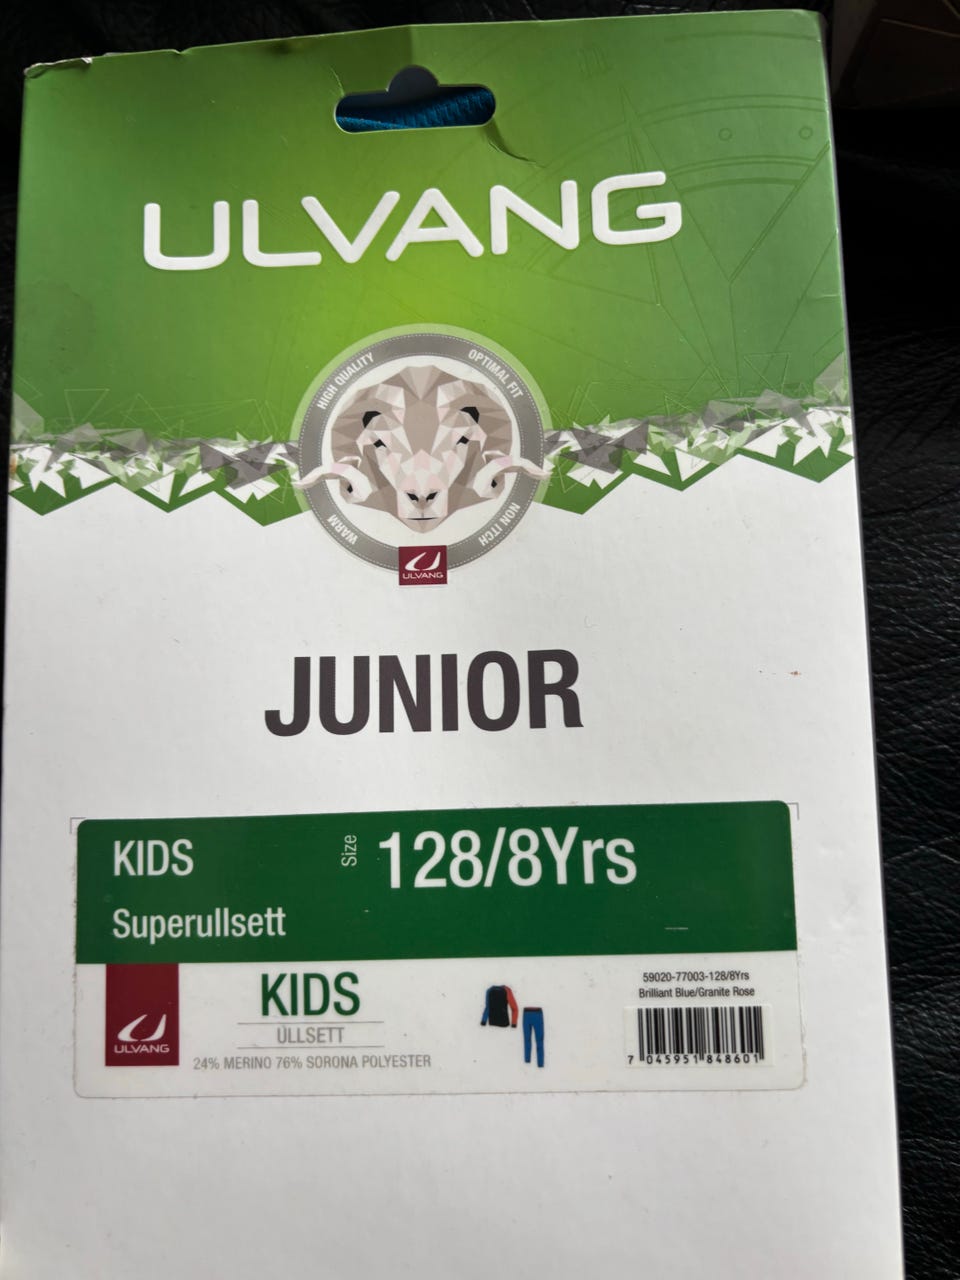 ULVANG
HIGH QUALITY
OPTIMAL FIT
WARM
NON ITCH
ULVANG
JUNIOR
KIDS
Size
128/8Yrs
Superullsett
KIDS
ULLSETT
ULVANG
24% MERINO 76% SORONA POLYESTER
59020-77003-128/8Yrs
Brilliant Blue/Granite Rose
7 045951 848601